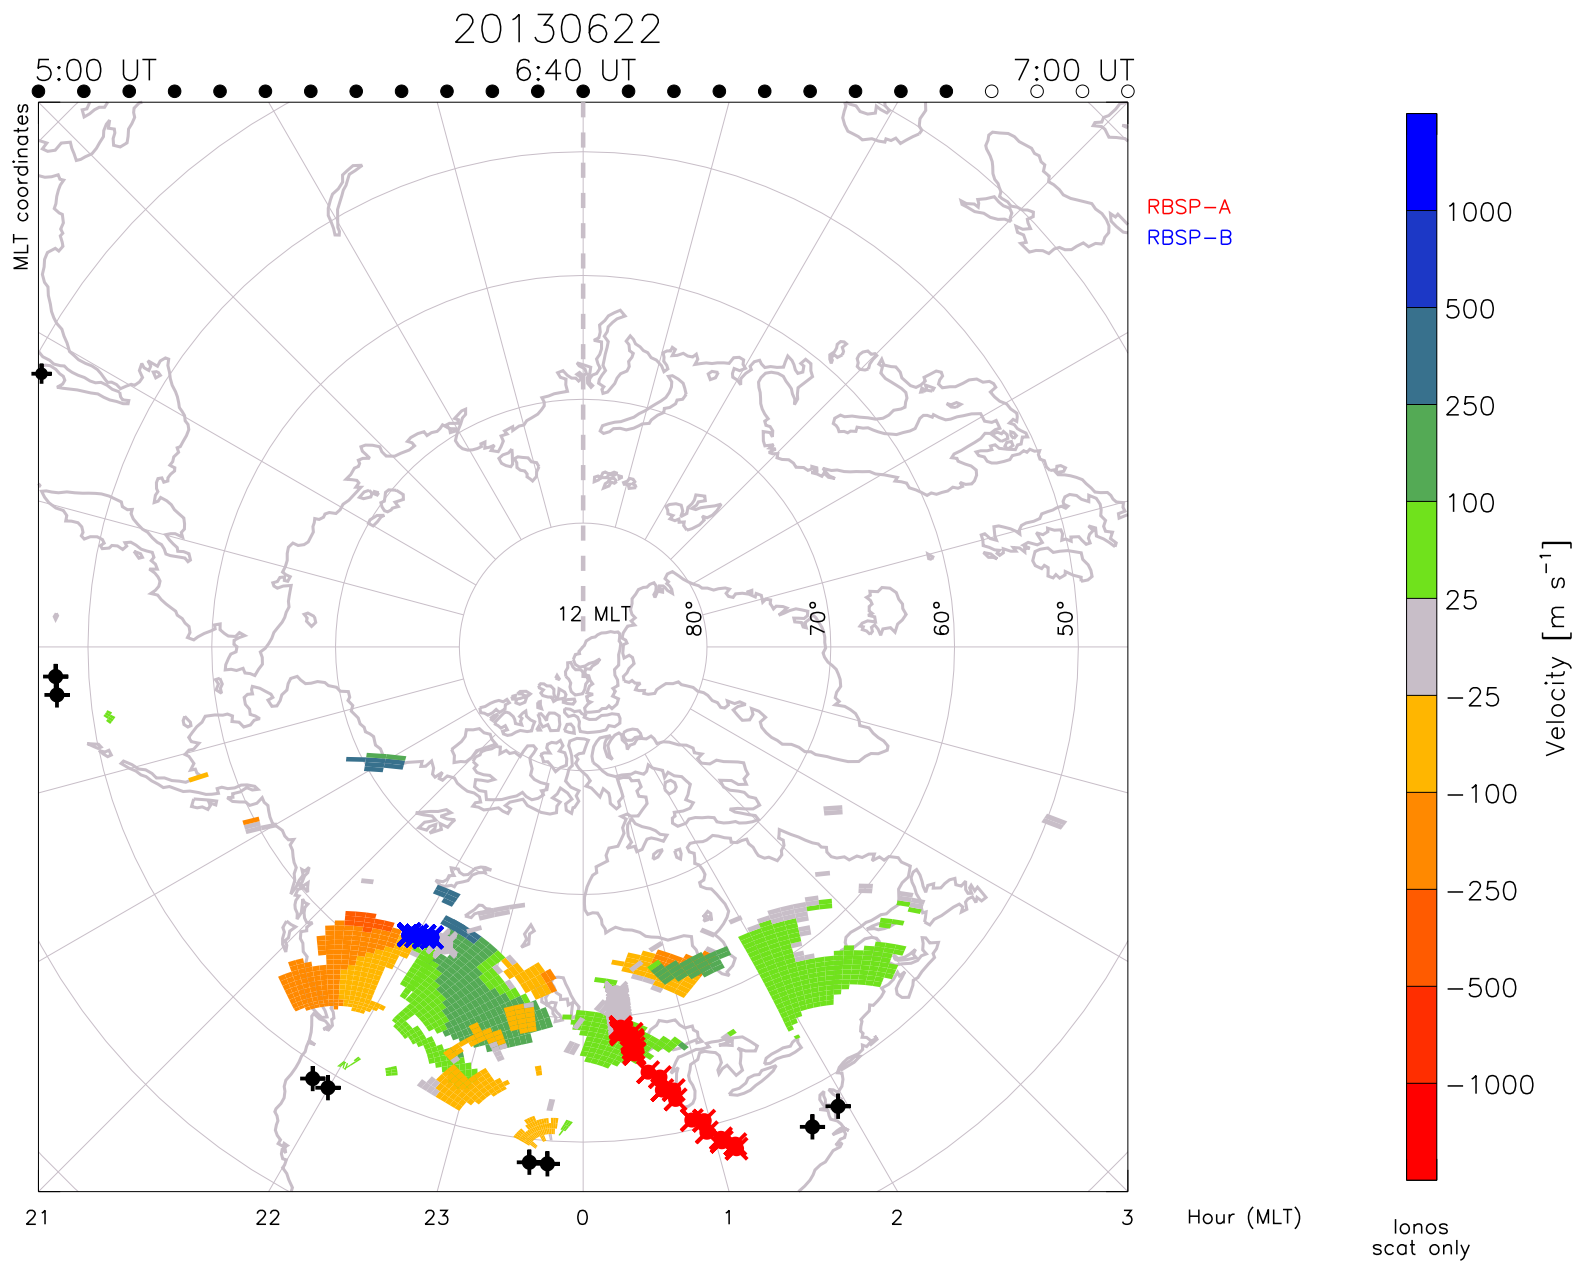 20130622
5:00 UT 6:40 UT 7:00 UT
MLT coordinates
RBSP-A
RBSP-B
12 MLT
80°
70°
60°
50°
1000
500
250
100
25
-25
-100
-250
-500
-1000
Velocity [m s⁻¹]
21 22 23 0 1 2 3 Hour (MLT)
Ionos
scat only